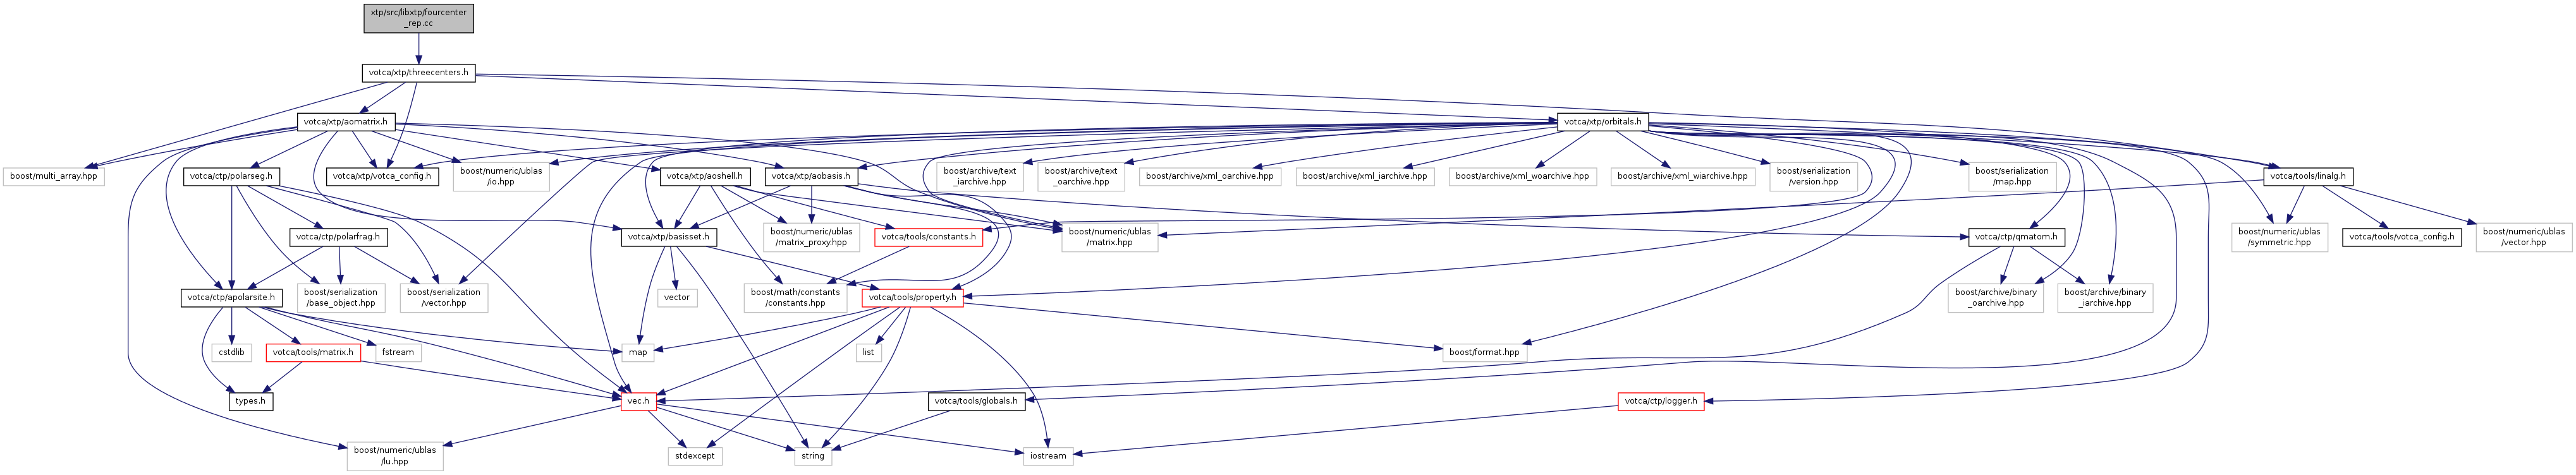 xtp/src/libxtp/fourcenter
_rep.cc
votca/xtp/threecenters.h
votca/xtp/aomatrix.h
votca/xtp/orbitals.h
boost/multi_array.hpp
votca/ctp/polarseg.h
votca/xtp/votca_config.h
boost/numeric/ublas
/io.hpp
votca/xtp/aoshell.h
votca/xtp/aobasis.h
boost/archive/text
_iarchive.hpp
boost/archive/text
_oarchive.hpp
boost/archive/xml_oarchive.hpp
boost/archive/xml_iarchive.hpp
boost/archive/xml_woarchive.hpp
boost/archive/xml_wiarchive.hpp
boost/serialization
/version.hpp
boost/serialization
/map.hpp
votca/tools/linalg.h
votca/ctp/polarfrag.h
votca/xtp/basisset.h
boost/numeric/ublas
/matrix_proxy.hpp
votca/tools/constants.h
boost/numeric/ublas
/matrix.hpp
votca/ctp/qmatom.h
boost/numeric/ublas
/symmetric.hpp
votca/tools/votca_config.h
boost/numeric/ublas
/vector.hpp
votca/ctp/apolarsite.h
boost/serialization
/base_object.hpp
boost/serialization
/vector.hpp
vector
boost/math/constants
/constants.hpp
votca/tools/property.h
boost/archive/binary
_oarchive.hpp
boost/archive/binary
_iarchive.hpp
cstdlib
votca/tools/matrix.h
fstream
map
list
boost/format.hpp
types.h
vec.h
votca/tools/globals.h
votca/ctp/logger.h
boost/numeric/ublas
/lu.hpp
stdexcept
string
iostream